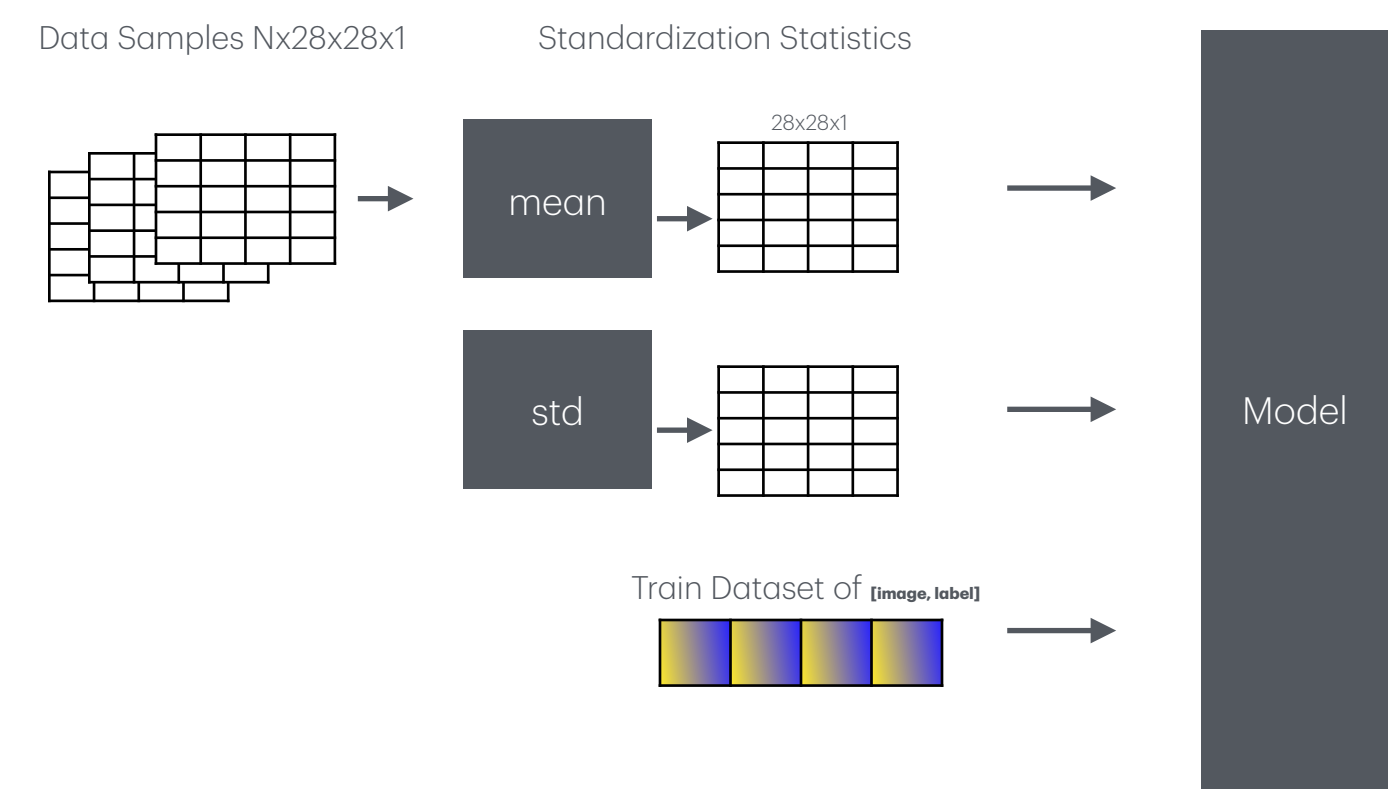 Data Samples Nx28x28x1
Standardization Statistics
28x28x1
mean
std
Model
Train Dataset of [image, label]